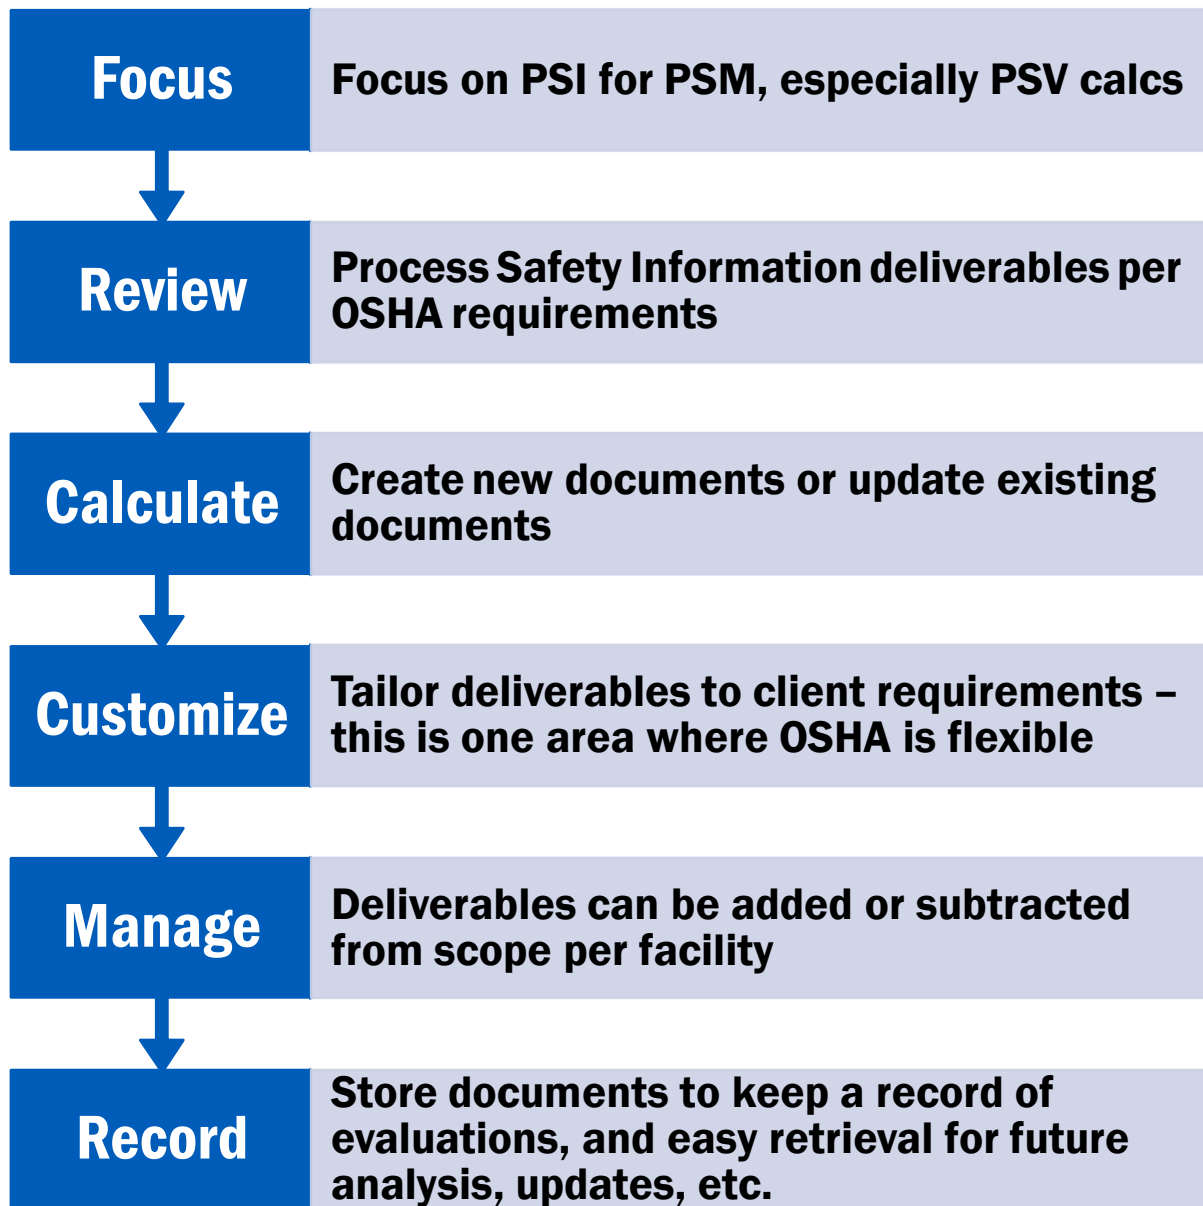 Focus
Focus on PSI for PSM, especially PSV calcs
Review
Process Safety Information deliverables per
OSHA requirements
Calculate
Create new documents or update existing
documents
Customize
Tailor deliverables to client requirements –
this is one area where OSHA is flexible
Manage
Deliverables can be added or subtracted
from scope per facility
Record
Store documents to keep a record of
evaluations, and easy retrieval for future
analysis, updates, etc.